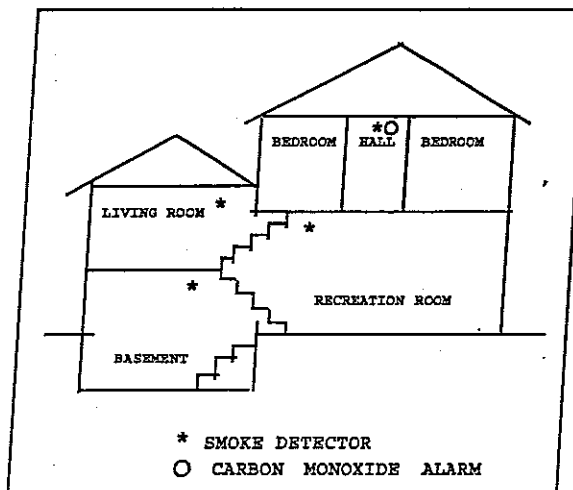 BEDROOM HALL BEDROOM
LIVING ROOM *
*
*
RECREATION ROOM
BASEMENT
* SMOKE DETECTOR
O CARBON MONOXIDE ALARM